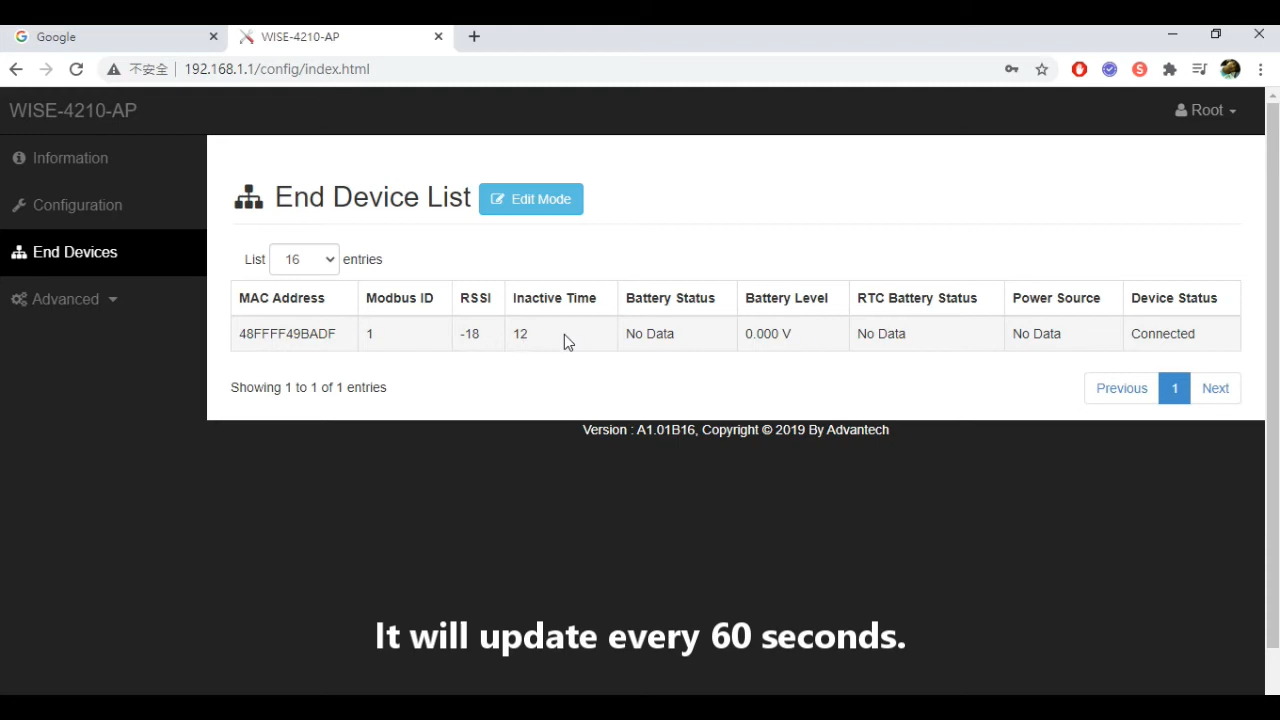 Google
WISE-4210-AP
不安全 192.168.1.1/config/index.html
WISE-4210-AP
Root
Information
Configuration
End Devices
Advanced
End Device List
Edit Mode
List 16 entries
MAC Address Modbus ID RSSI Inactive Time Battery Status Battery Level RTC Battery Status Power Source Device Status
48FFFF49BADF 1 -18 12 No Data 0.000 V No Data No Data Connected
Showing 1 to 1 of 1 entries
Previous 1 Next
Version : A1.01B16, Copyright © 2019 By Advantech
It will update every 60 seconds.